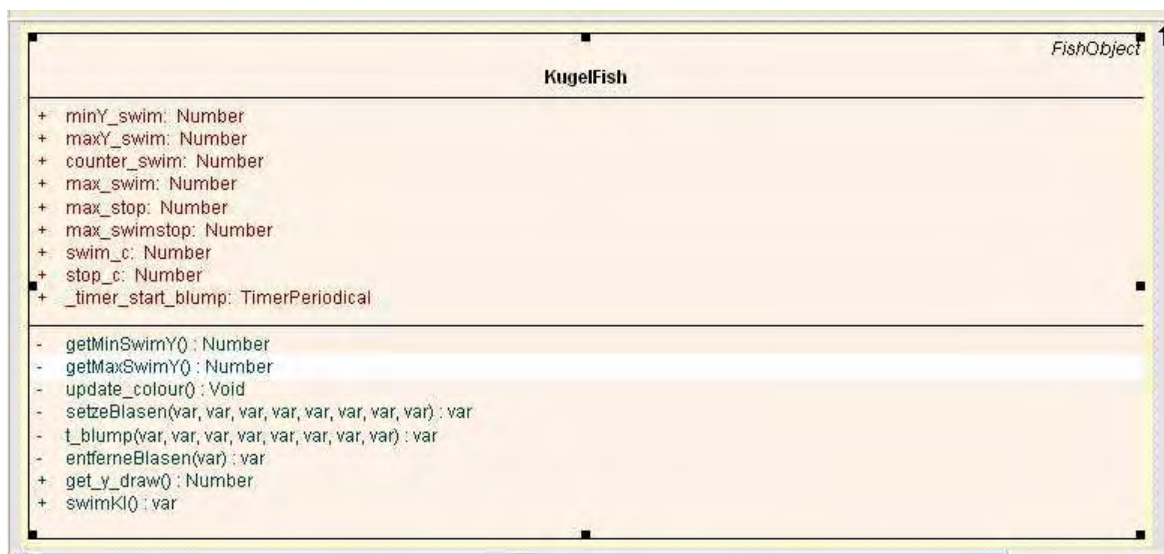 FishObject
KugelFish
+ minY_swim: Number
+ maxY_swim: Number
+ counter_swim: Number
+ max_swim: Number
+ max_stop: Number
+ max_swimstop: Number
+ swim_c: Number
+ stop_c: Number
+ _timer_start_blump: TimerPeriodical
- getMinSwimY() : Number
- getMaxSwimY() : Number
- update_colour() : Void
- setzeBlasen(var, var, var, var, var, var, var, var) : var
- t_blump(var, var, var, var, var, var, var, var) : var
- entferneBlasen(var) : var
+ get_y_draw() : Number
+ swimKI() : var